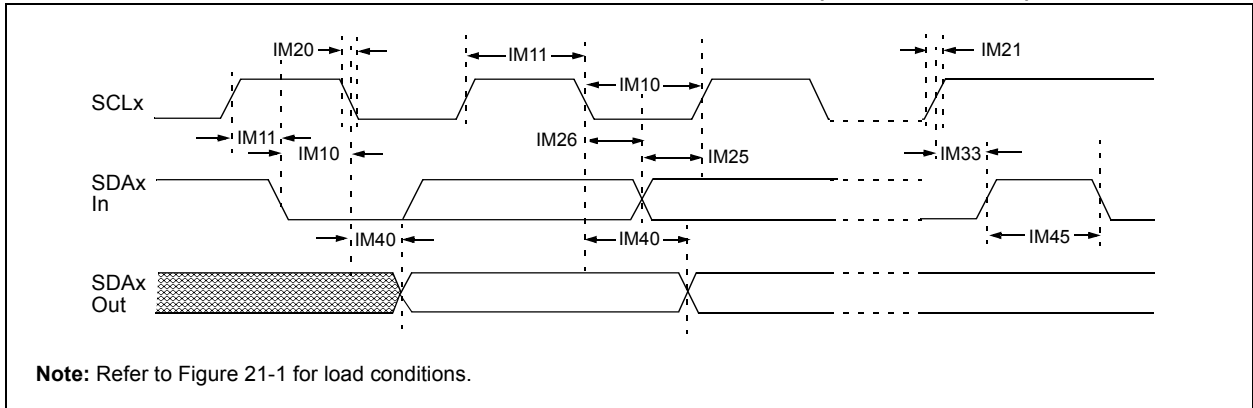 IM20
IM11
IM21
IM10
SCLx
IM11
IM26
IM10
IM25
IM33
SDAx
In
IM40
IM40
IM45
SDAx
Out
Note: Refer to Figure 21-1 for load conditions.